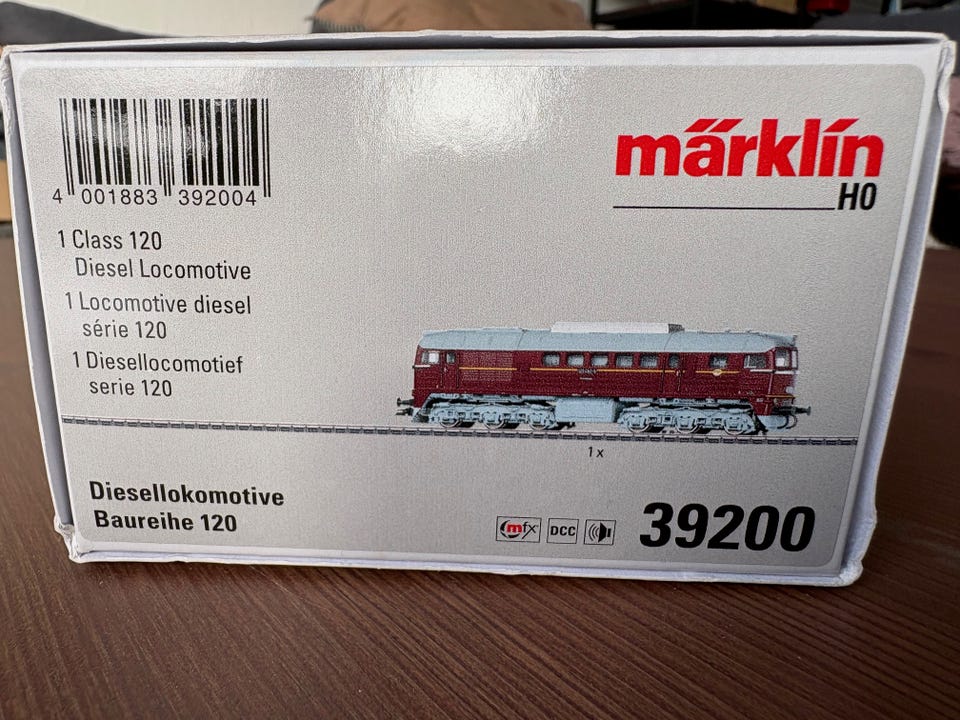 märklín
H0
4 001883 392004
1 Class 120
Diesel Locomotive
1 Locomotive diesel
série 120
1 Diesellocomotief
serie 120
1 x
Diesellokomotive
Baureihe 120
mfx DCC
39200